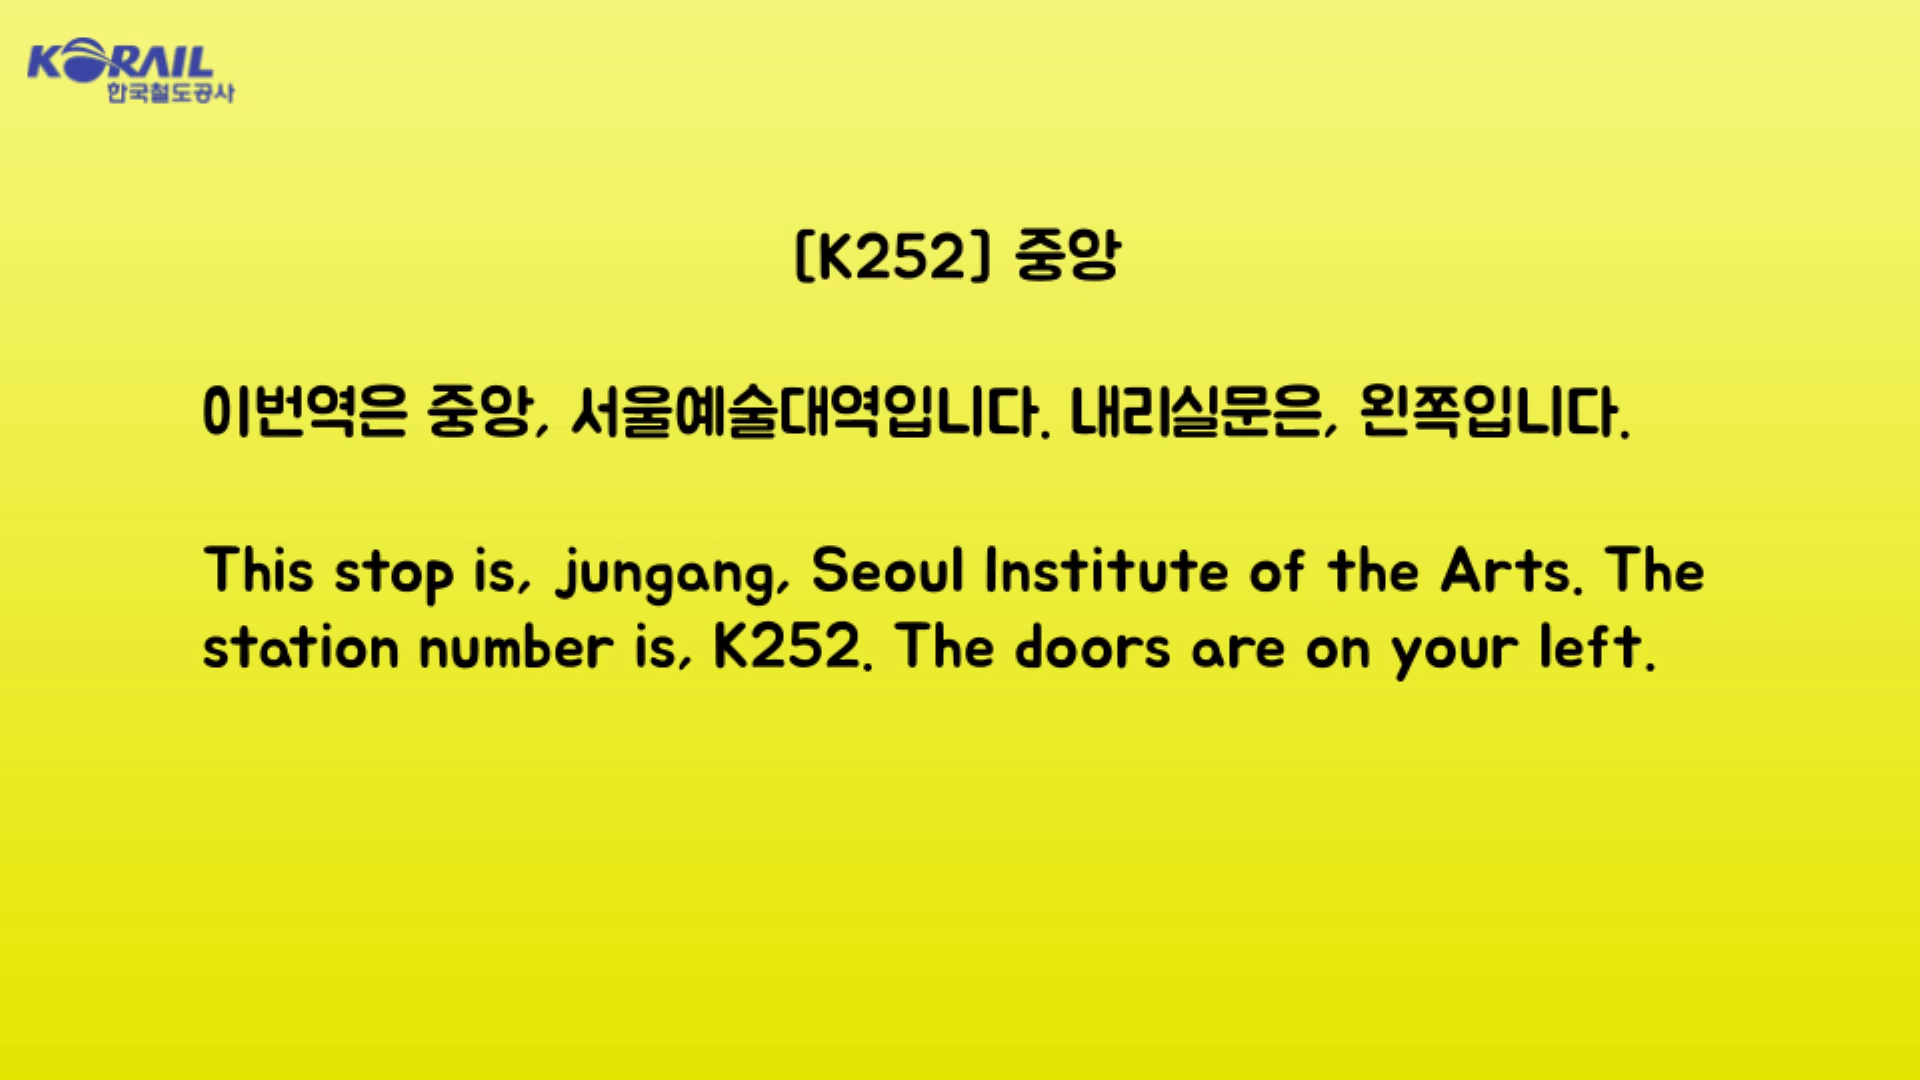 KORAIL
한국철도공사
[K252] 중앙
이번역은 중앙, 서울예술대역입니다. 내리실문은, 왼쪽입니다.
This stop is, jungang, Seoul Institute of the Arts. The
station number is, K252. The doors are on your left.